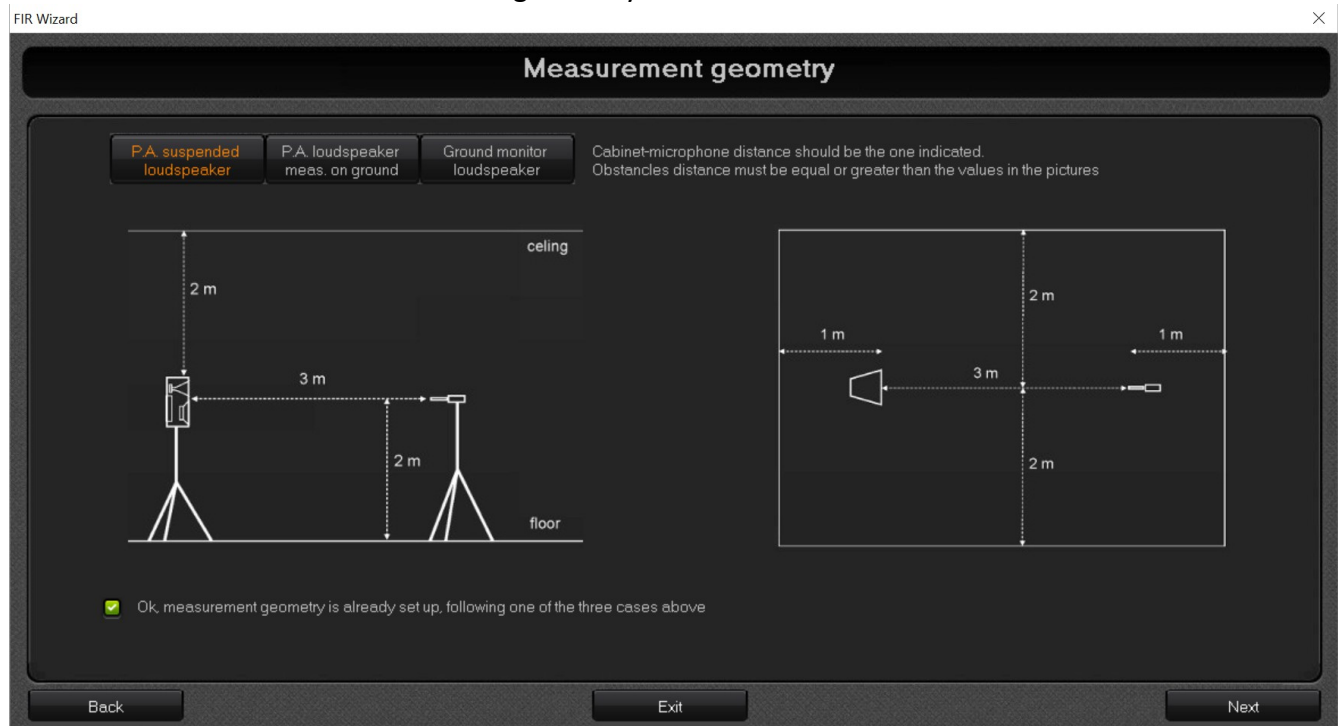 FIR Wizard
Measurement geometry
P.A. suspended
loudspeaker
P.A. loudspeaker
meas. on ground
Ground monitor
loudspeaker
Cabinet-microphone distance should be the one indicated.
Obstancles distance must be equal or greater than the values in the pictures
celing
2 m
3 m
2 m
floor
2 m
1 m
1 m
3 m
2 m
Ok, measurement geometry is already set up, following one of the three cases above
Back
Exit
Next